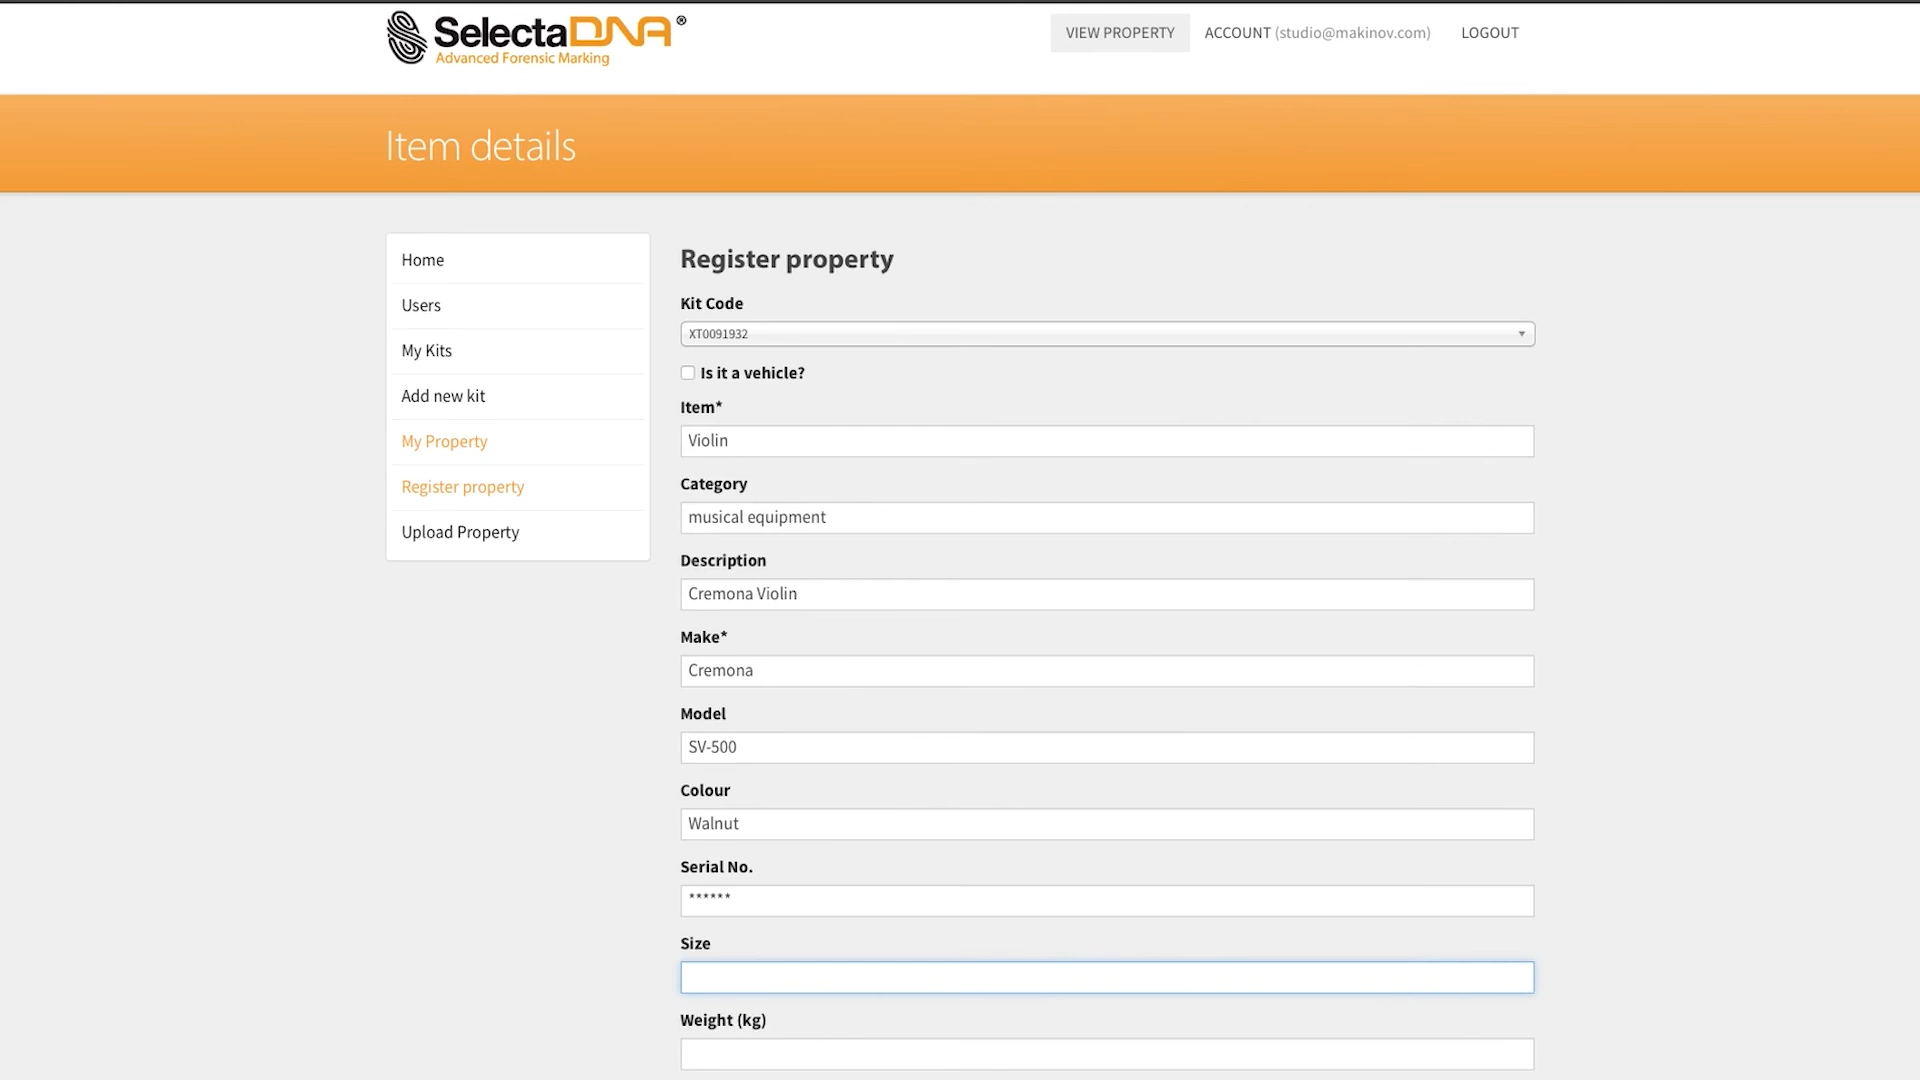 SelectaDNA®
Advanced Forensic Marking
VIEW PROPERTY
ACCOUNT (studio@makinov.com)
LOGOUT
Item details
Home
Users
My Kits
Add new kit
My Property
Register property
Upload Property
Register property
Kit Code
XT0091932
Is it a vehicle?
Item*
Violin
Category
musical equipment
Description
Cremona Violin
Make*
Cremona
Model
SV-500
Colour
Walnut
Serial No.
******
Size
Weight (kg)